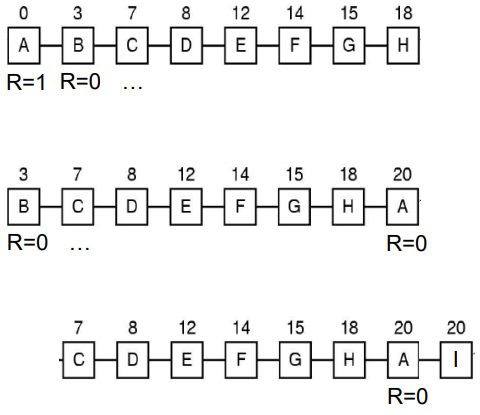 0 3 7 8 12 14 15 18
A B C D E F G H
R=1 R=0 ...
3 7 8 12 14 15 18 20
B C D E F G H A
R=0 ... R=0
7 8 12 14 15 18 20 20
C D E F G H A I
R=0